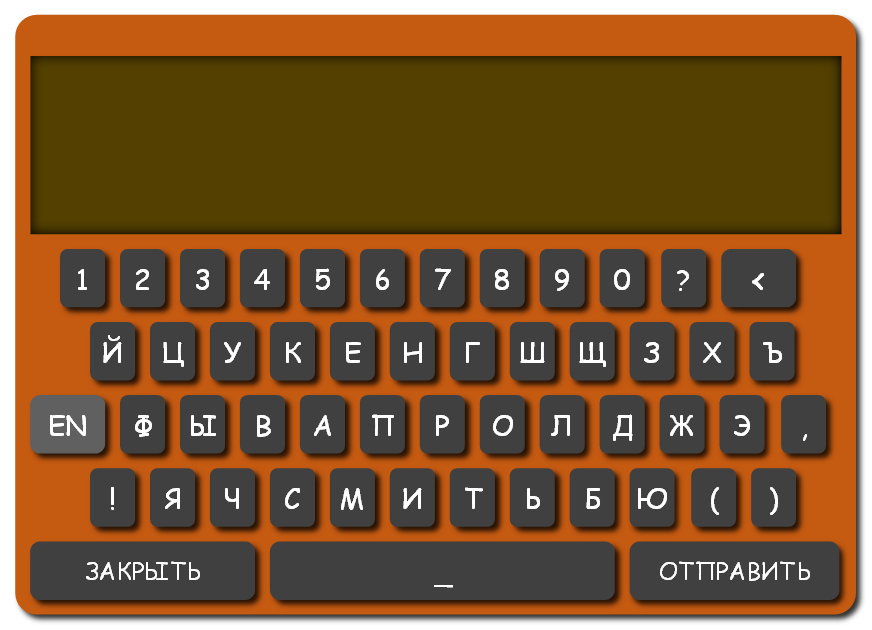 1 2 3 4 5 6 7 8 9 0 ? <
Й Ц У К Е Н Г Ш Щ З Х Ъ
EN Ф Ы В А П Р О Л Д Ж Э ,
! Я Ч С М И Т Ь Б Ю ( )
ЗАКРЫТЬ _ ОТПРАВИТЬ